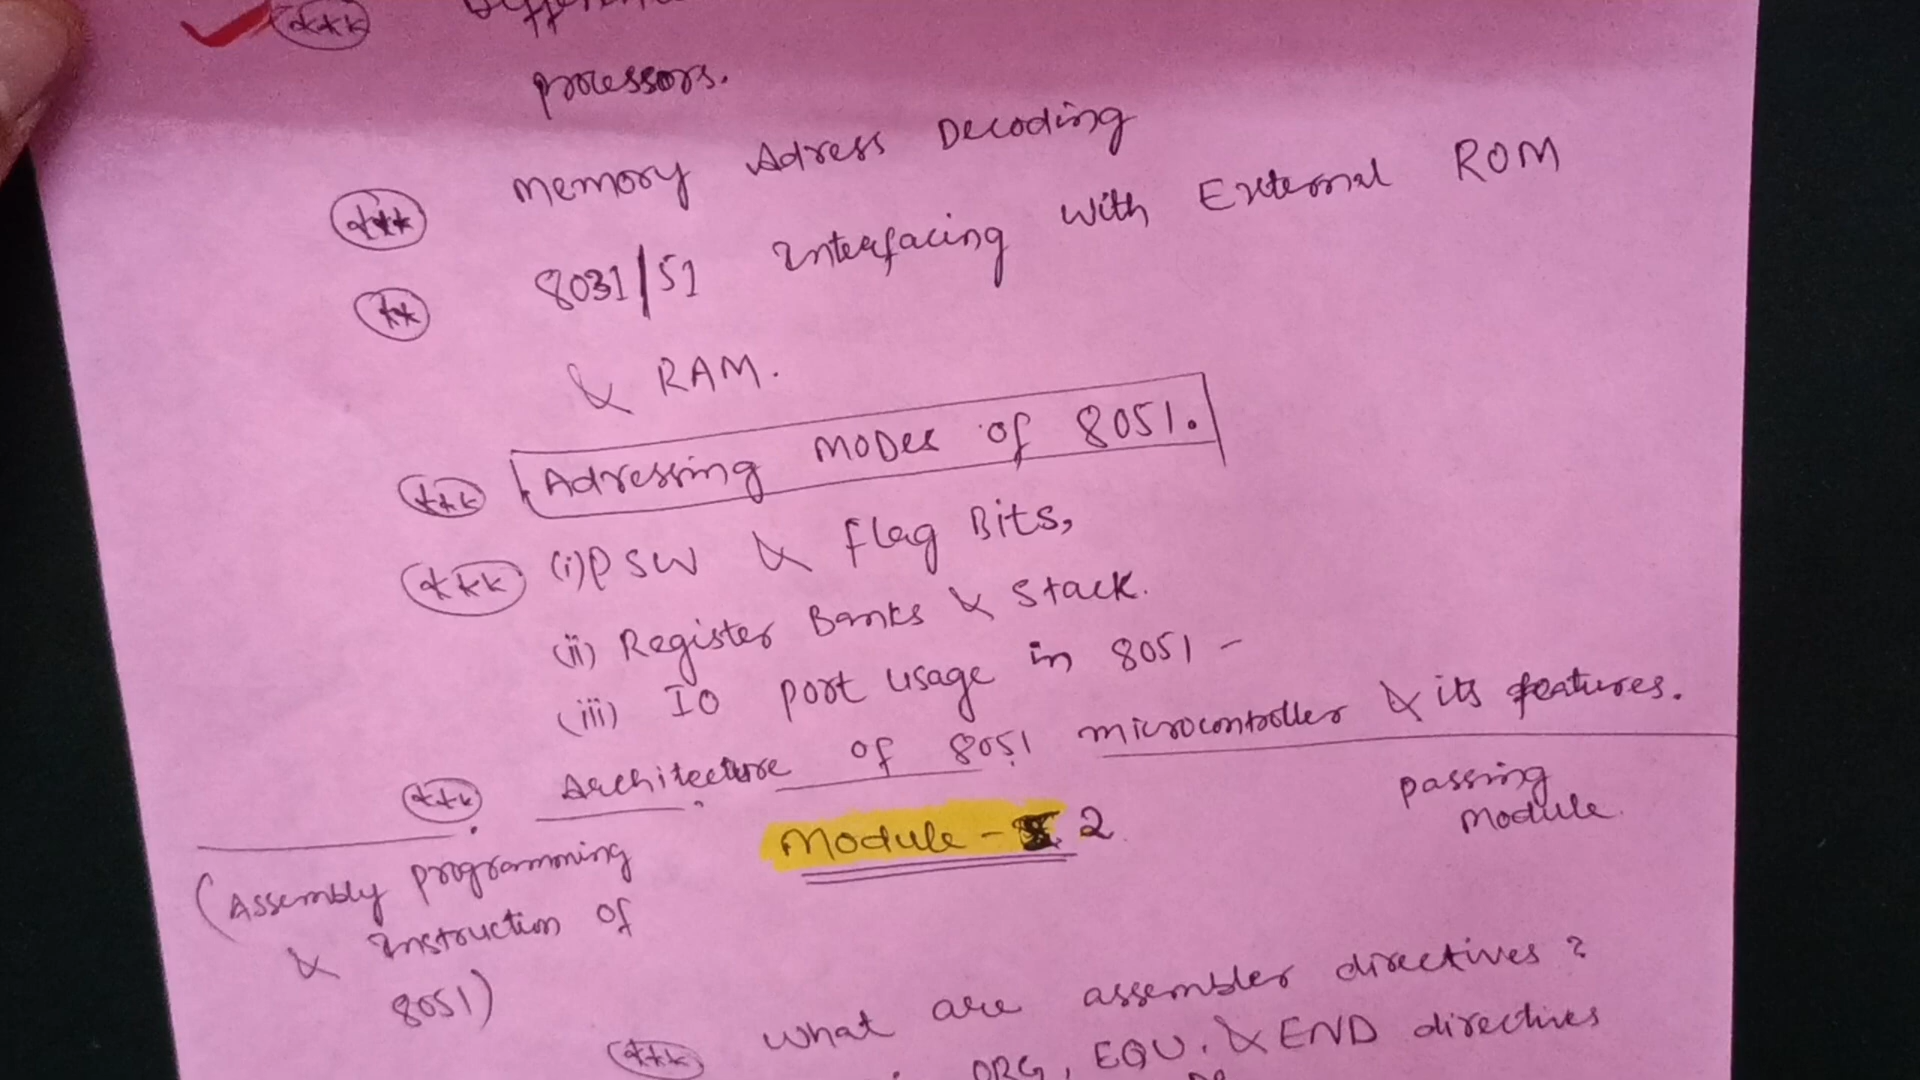 ***
processors.
*** Memory Adress Decoding
** 8031/51 Interfacing with External ROM
& RAM.
*** Adressing Modes of 8051.
*** (i) PSW & flag Bits,
(ii) Register Banks & Stack.
(iii) IO port usage in 8051 -
*** Architecture of 8051 microcontroller & its features.
passing
Module.
Module - 2
(Assembly programming
& Instruction of
8051)
*** What are assembler directives ?
ORG, EQU, & END directives